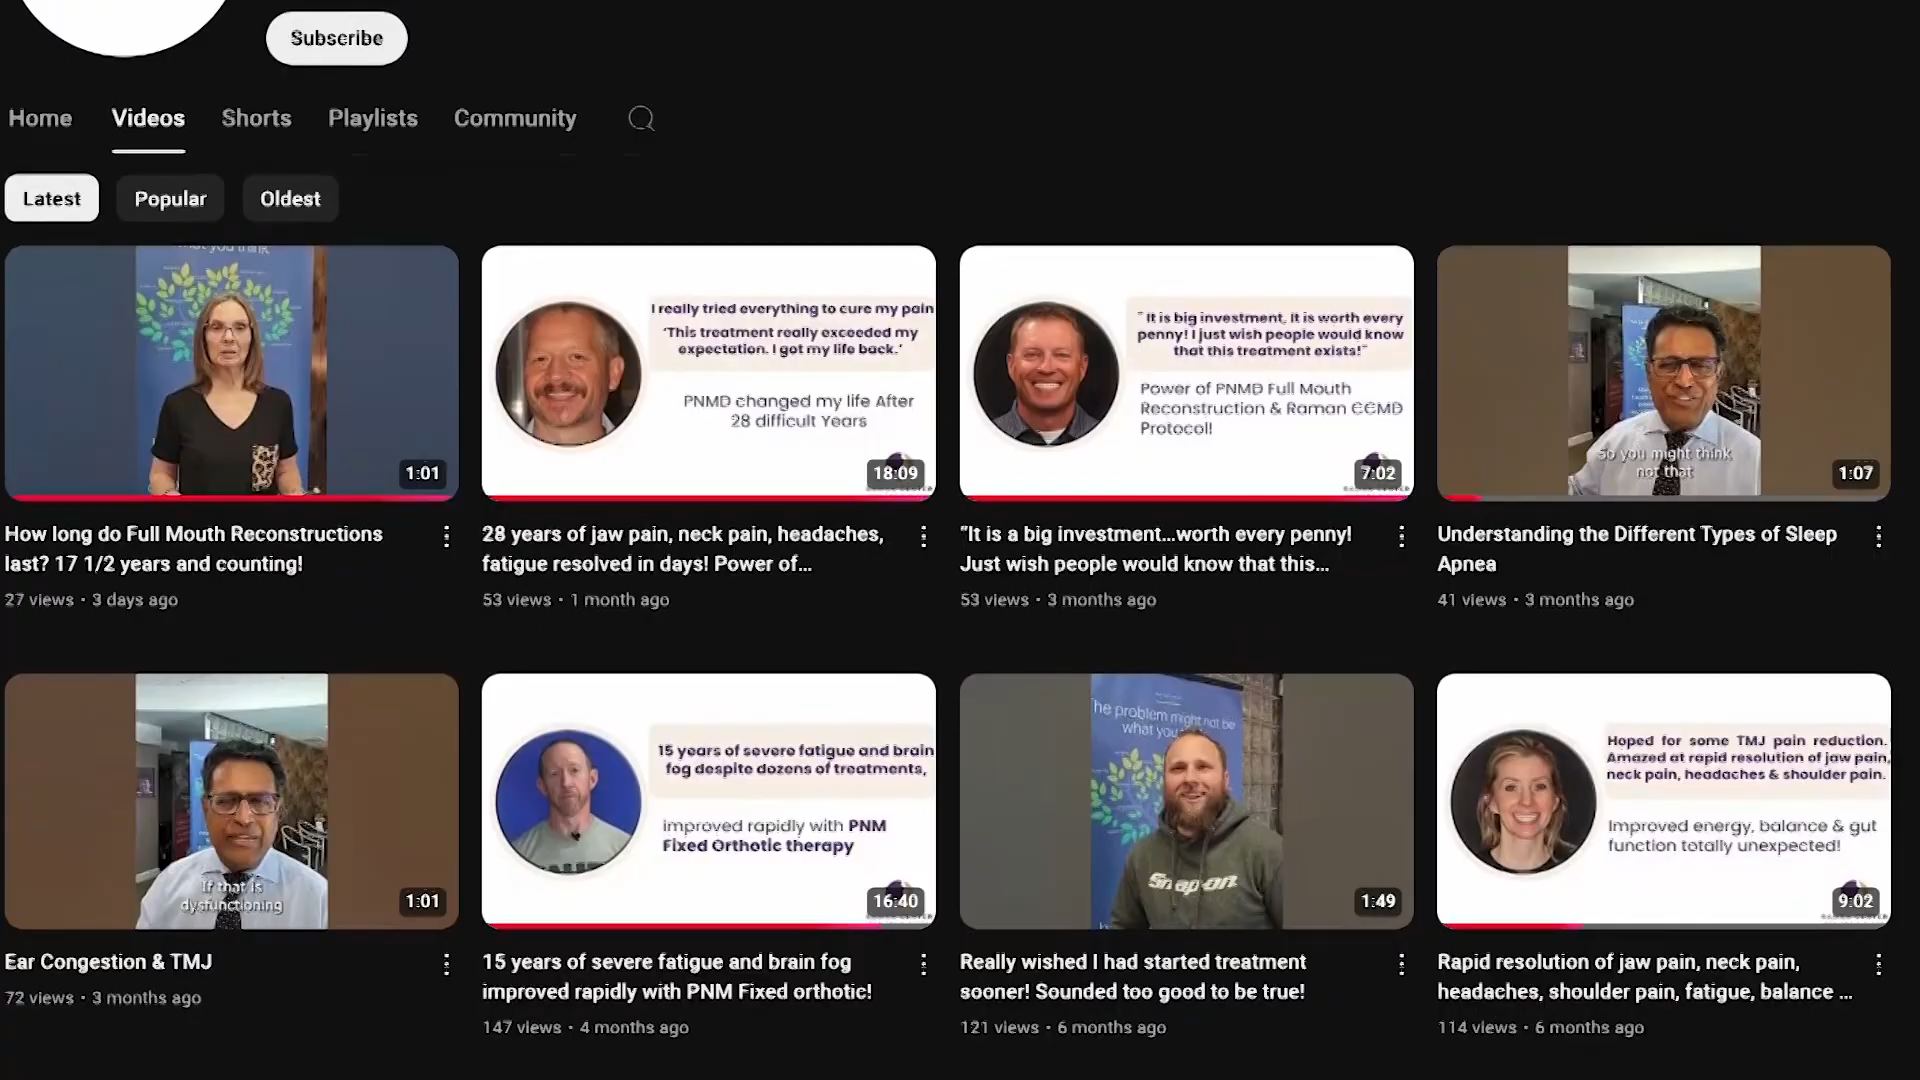 Subscribe
Home Videos Shorts Playlists Community
Latest Popular Oldest
what you think
1:01
I really tried everything to cure my pain
'This treatment really exceeded my
expectation. I got my life back.'
PNMD changed my life After
28 difficult Years
18:09
" It is big investment, It is worth every
penny! I just wish people would know
that this treatment exists!"
Power of PNMD Full Mouth
Reconstruction & Raman CCMD
Protocol!
7:02
So you might think
not that
1:07
How long do Full Mouth Reconstructions
last? 17 1/2 years and counting!
27 views • 3 days ago
28 years of jaw pain, neck pain, headaches,
fatigue resolved in days! Power of...
53 views • 1 month ago
"It is a big investment...worth every penny!
Just wish people would know that this...
53 views • 3 months ago
Understanding the Different Types of Sleep
Apnea
41 views • 3 months ago
If that is
dysfunctioning
1:01
15 years of severe fatigue and brain
fog despite dozens of treatments,
improved rapidly with PNM
Fixed Orthotic therapy
16:40
The problem might not be
what you
Snap-on
1:49
Hoped for some TMJ pain reduction.
Amazed at rapid resolution of jaw pain,
neck pain, headaches & shoulder pain.
Improved energy, balance & gut
function totally unexpected!
9:02
Ear Congestion & TMJ
72 views • 3 months ago
15 years of severe fatigue and brain fog
improved rapidly with PNM Fixed orthotic!
147 views • 4 months ago
Really wished I had started treatment
sooner! Sounded too good to be true!
121 views • 6 months ago
Rapid resolution of jaw pain, neck pain,
headaches, shoulder pain, fatigue, balance ...
114 views • 6 months ago